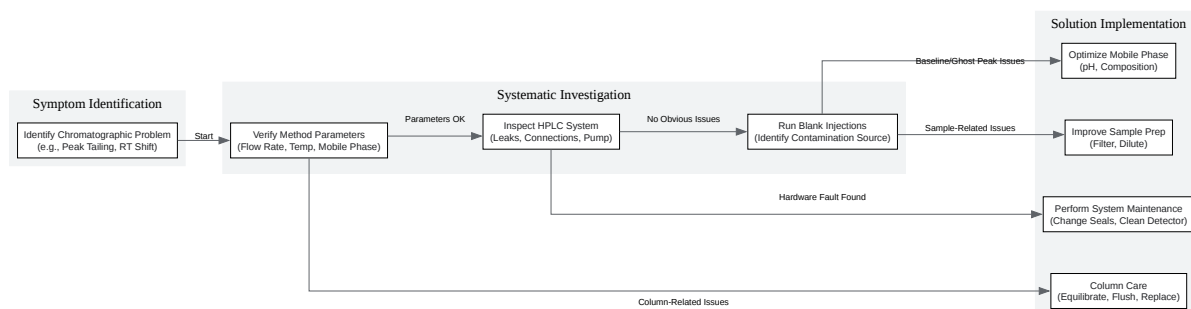 Symptom Identification
Identify Chromatographic Problem
(e.g., Peak Tailing, RT Shift)
Start
Systematic Investigation
Verify Method Parameters
(Flow Rate, Temp, Mobile Phase)
Parameters OK
Inspect HPLC System
(Leaks, Connections, Pump)
No Obvious Issues
Run Blank Injections
(Identify Contamination Source)
Baseline/Ghost Peak Issues
Sample-Related Issues
Hardware Fault Found
Column-Related Issues
Solution Implementation
Optimize Mobile Phase
(pH, Composition)
Improve Sample Prep
(Filter, Dilute)
Perform System Maintenance
(Change Seals, Clean Detector)
Column Care
(Equilibrate, Flush, Replace)